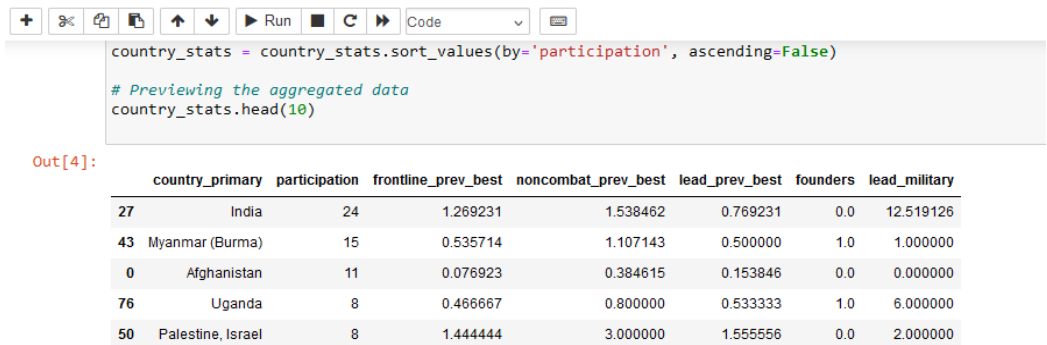 Run Code
country_stats = country_stats.sort_values(by='participation', ascending=False)
# Previewing the aggregated data
country_stats.head(10)
Out[4]:
country_primary participation frontline_prev_best noncombat_prev_best lead_prev_best founders lead_military
27 India 24 1.269231 1.538462 0.769231 0.0 12.519126
43 Myanmar (Burma) 15 0.535714 1.107143 0.500000 1.0 1.000000
0 Afghanistan 11 0.076923 0.384615 0.153846 0.0 0.000000
76 Uganda 8 0.466667 0.800000 0.533333 1.0 6.000000
50 Palestine, Israel 8 1.444444 3.000000 1.555556 0.0 2.000000